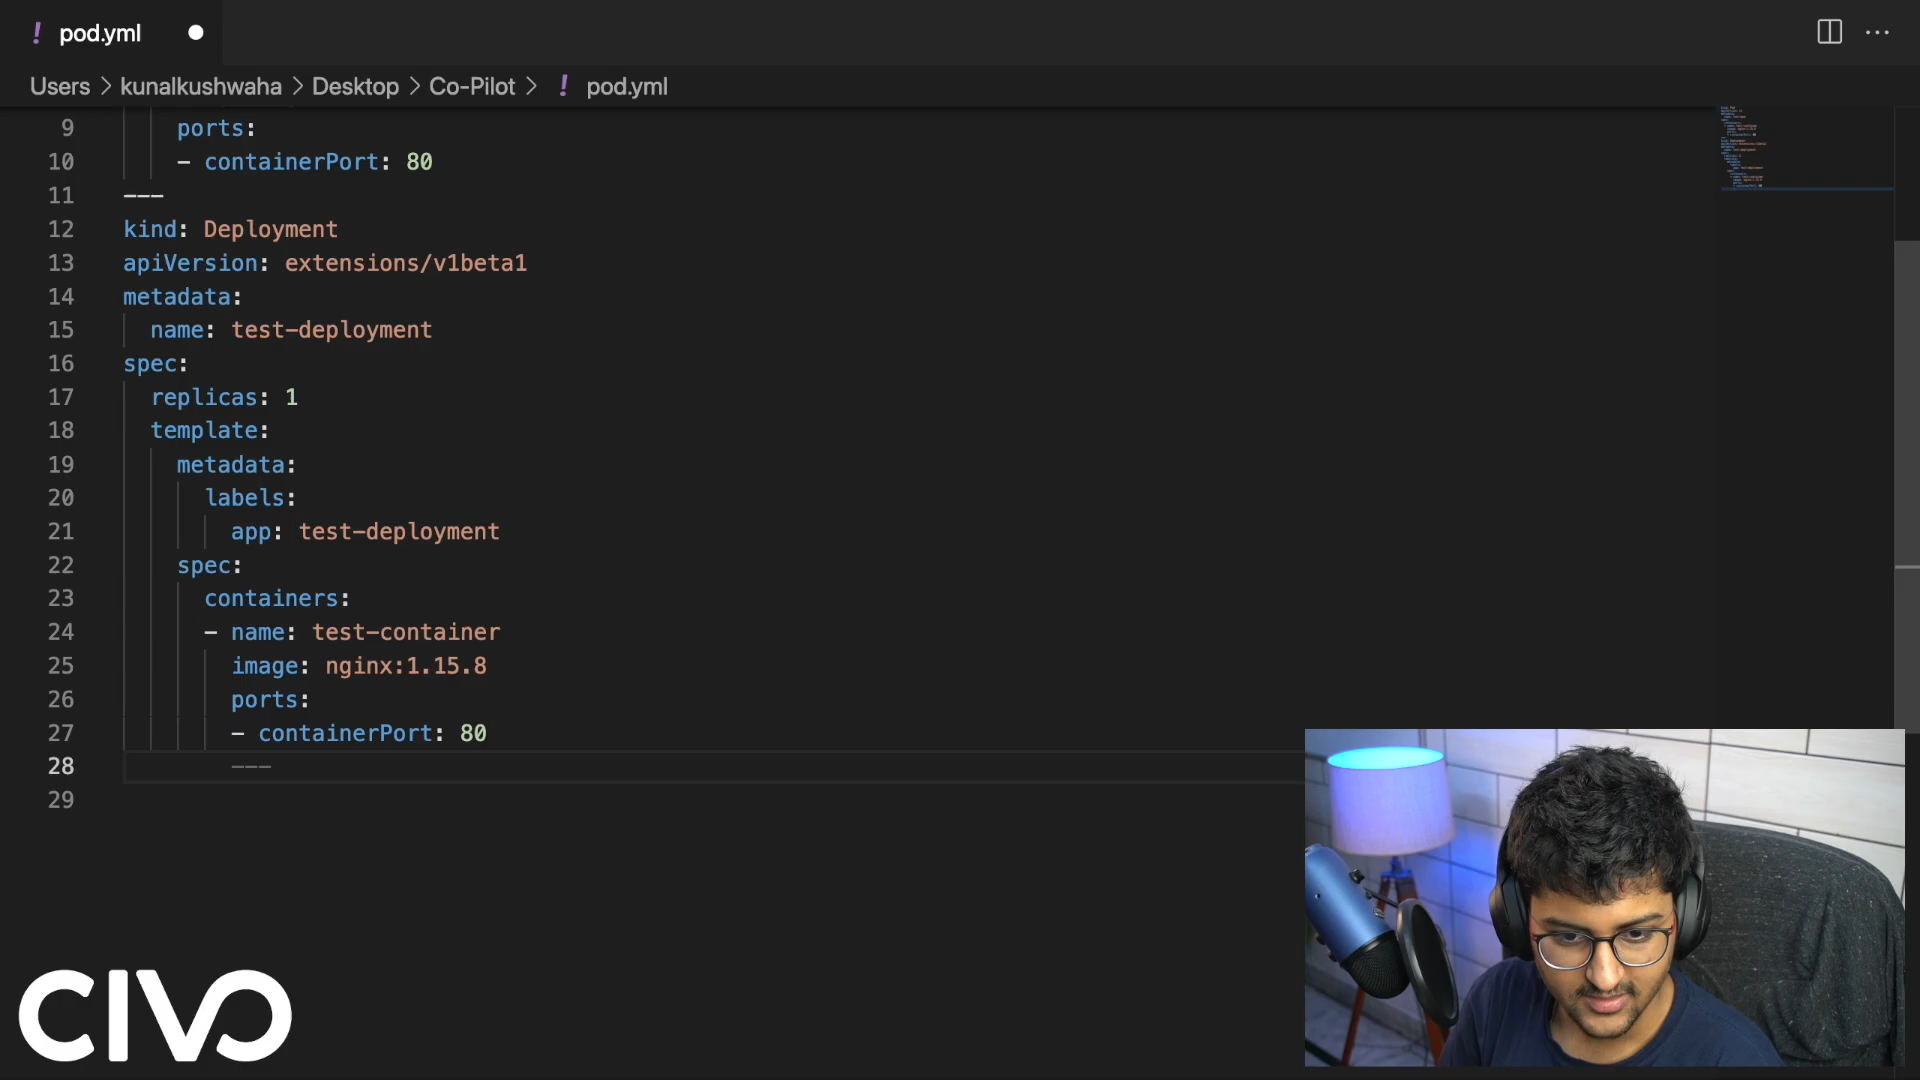 ! pod.yml
Users > kunalkushwaha > Desktop > Co-Pilot > ! pod.yml
9 ports:
10 - containerPort: 80
11 ---
12 kind: Deployment
13 apiVersion: extensions/v1beta1
14 metadata:
15 name: test-deployment
16 spec:
17 replicas: 1
18 template:
19 metadata:
20 labels:
21 app: test-deployment
22 spec:
23 containers:
24 - name: test-container
25 image: nginx:1.15.8
26 ports:
27 - containerPort: 80
28 ---
29
CIVO